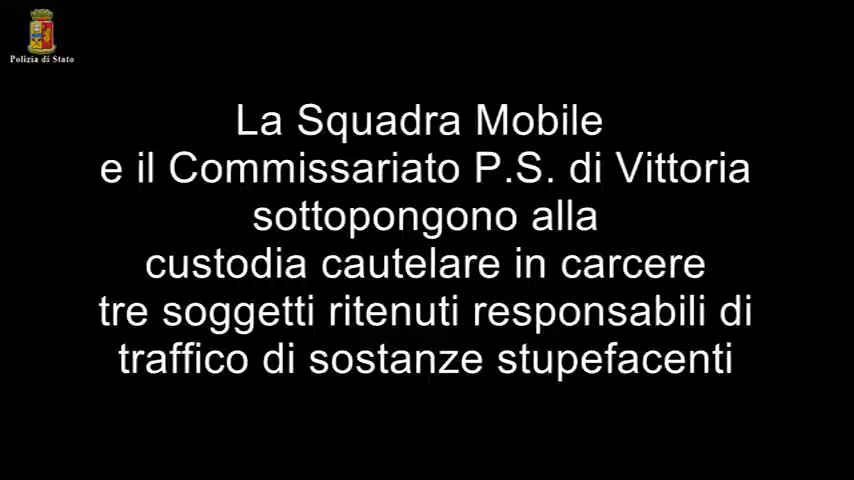 Polizia di Stato
La Squadra Mobile
e il Commissariato P.S. di Vittoria
sottopongono alla
custodia cautelare in carcere
tre soggetti ritenuti responsabili di
traffico di sostanze stupefacenti